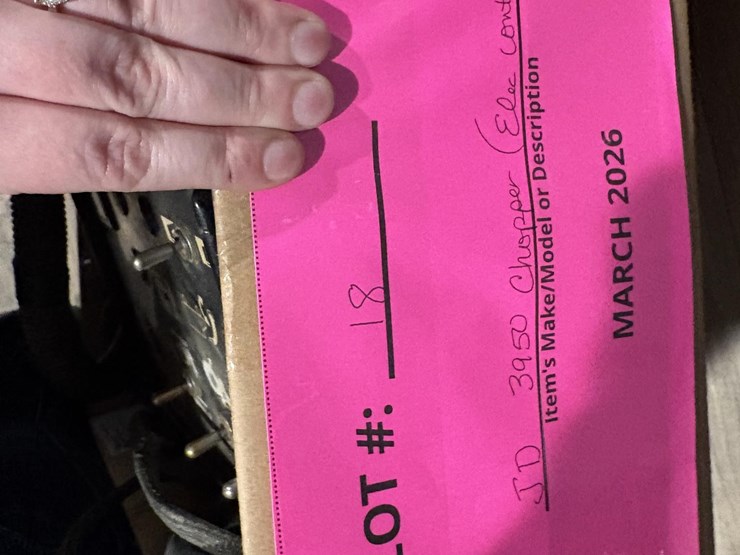 LOT #: 18
JD 3950 Chopper (Elec cont
Item's Make/Model or Description
MARCH 2026